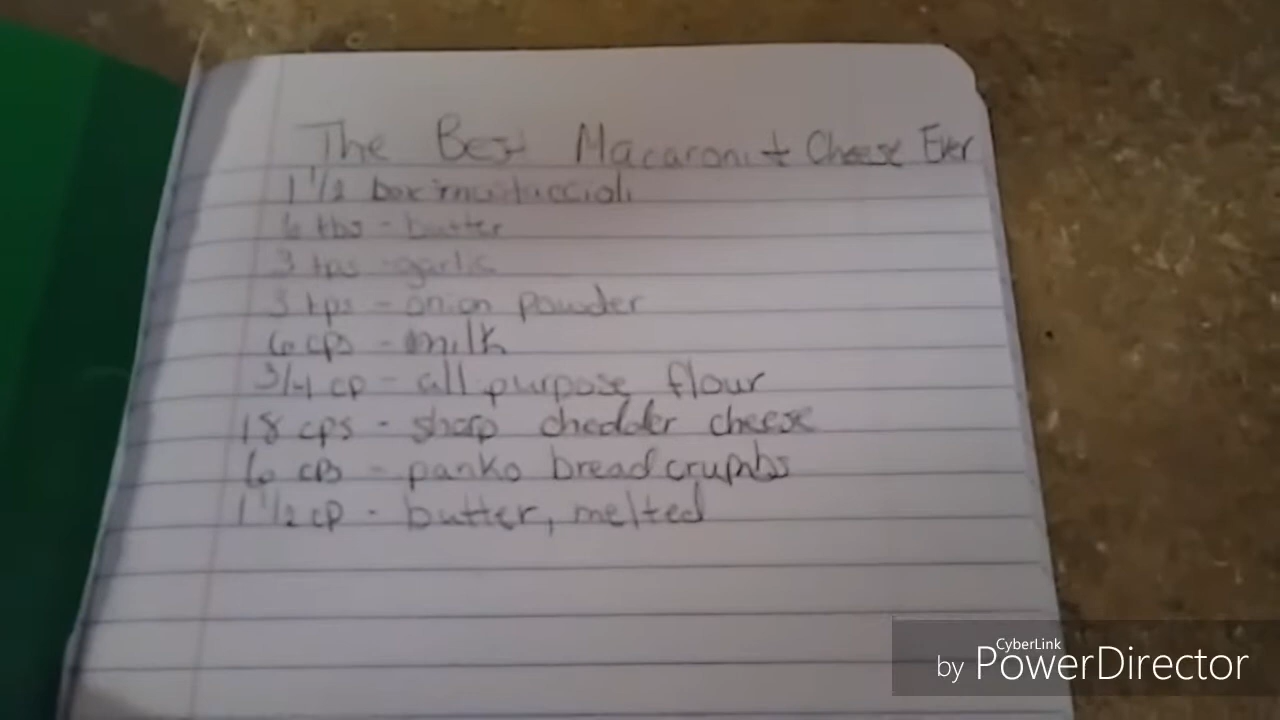 The Best Macaroni & Cheese Ever
1 1/2 box mustuccioli
6 tbs - butter
3 tps - garlic
3 tps - onion powder
6 cps - milk
3/4 cp - all purpose flour
18 cps - sharp chedder cheese
6 cps - panko breadcrumbs
1 1/2 cp - butter, melted
CyberLink
by PowerDirector